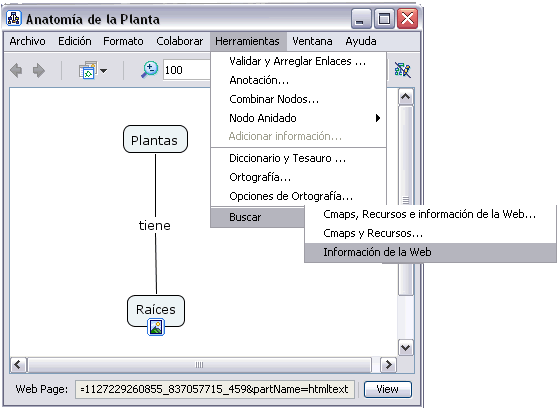 Anatomía de la Planta
Archivo Edición Formato Colaborar Herramientas Ventana Ayuda
100
Validar y Arreglar Enlaces ...
Anotación...
Combinar Nodos...
Nodo Anidado
Adicionar información...
Diccionario y Tesauro ...
Ortografía...
Opciones de Ortografía...
Buscar
Cmaps, Recursos e información de la Web...
Cmaps y Recursos...
Información de la Web
Plantas
tiene
Raíces
Web Page: =1127229260855_837057715_459&partName=htmltext View